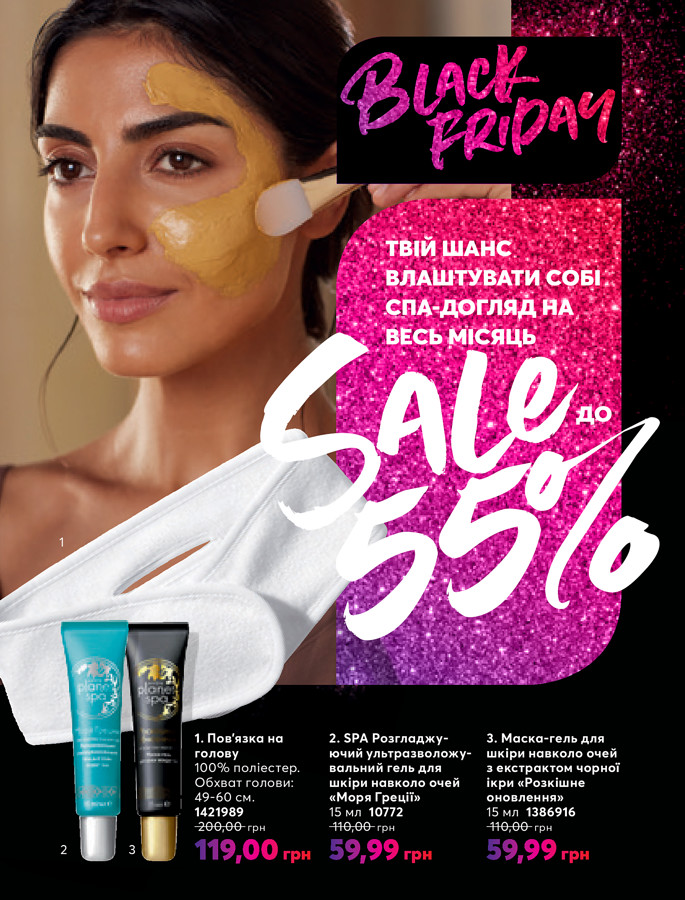 BLACK
FRIDAY
ТВІЙ ШАНС
ВЛАШТУВАТИ СОБІ
СПА-ДОГЛЯД НА
ВЕСЬ МІСЯЦЬ
SALE ДО
55%
1
planet
spa
planet
spa
2
3
1. Пов’язка на
голову
100% поліестер.
Обхват голови:
49-60 см.
1421989
200,00 грн
119,00 грн
2. SPA Розгладжу-
ючий ультразволожу-
вальний гель для
шкіри навколо очей
«Моря Греції»
15 мл 10772
110,00 грн
59,99 грн
3. Маска-гель для
шкіри навколо очей
з екстрактом чорної
ікри «Розкішне
оновлення»
15 мл 1386916
110,00 грн
59,99 грн